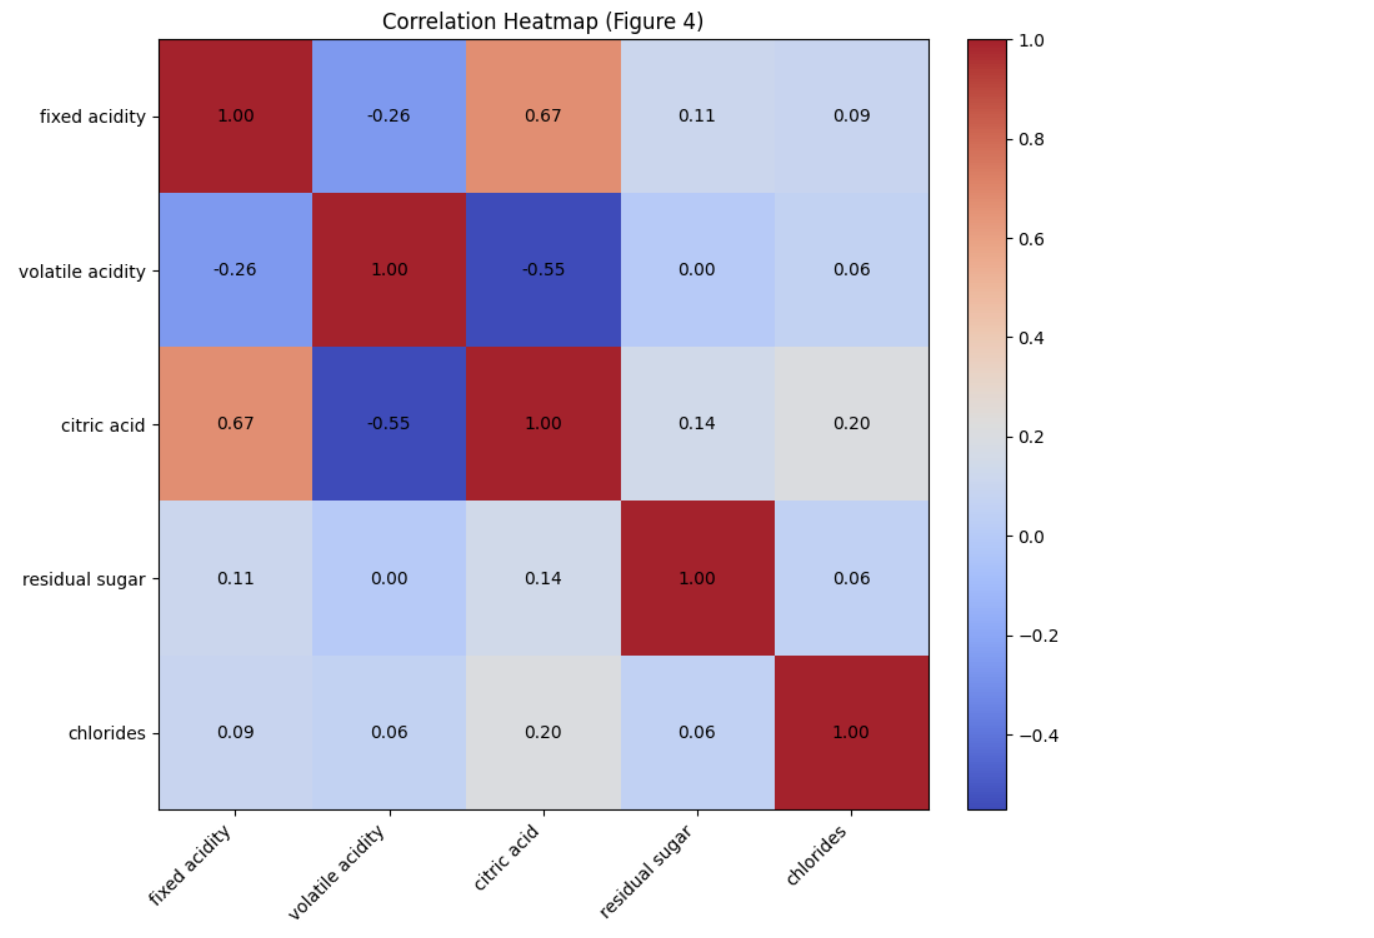 Correlation Heatmap (Figure 4)
fixed acidity 1.00 -0.26 0.67 0.11 0.09
volatile acidity -0.26 1.00 -0.55 0.00 0.06
citric acid 0.67 -0.55 1.00 0.14 0.20
residual sugar 0.11 0.00 0.14 1.00 0.06
chlorides 0.09 0.06 0.20 0.06 1.00
fixed acidity volatile acidity citric acid residual sugar chlorides
1.0
0.8
0.6
0.4
0.2
0.0
−0.2
−0.4